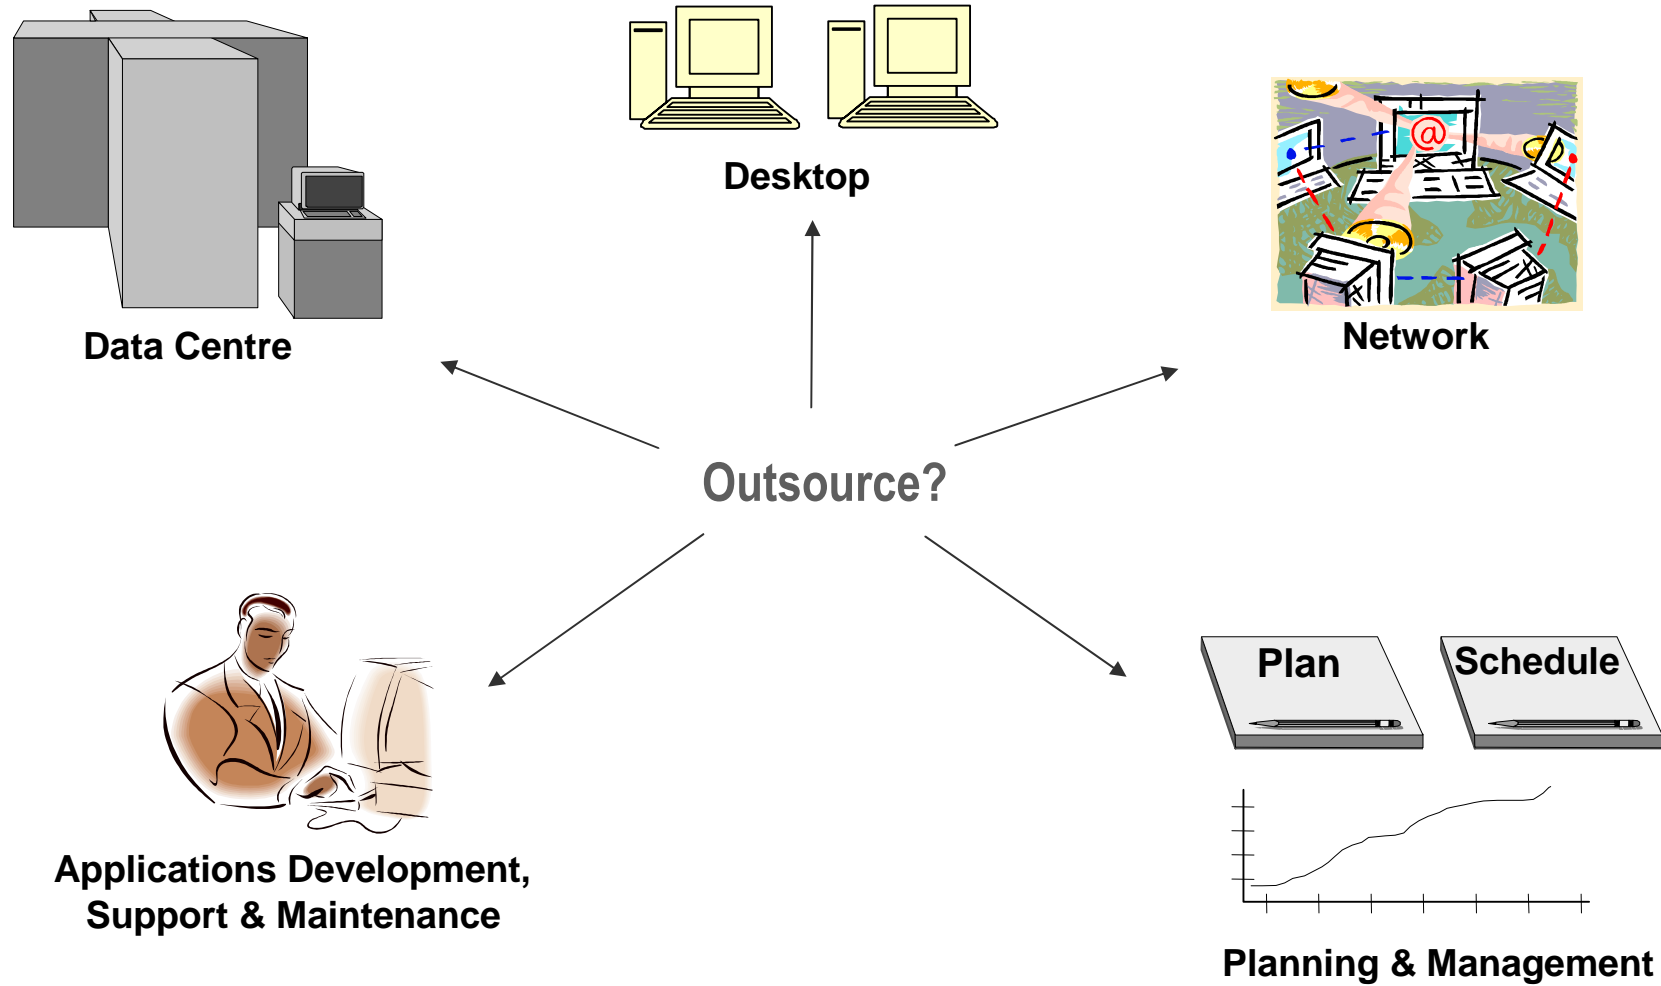 Desktop
@
Data Centre
Network
Outsource?
Plan
Schedule
Applications Development,
Support & Maintenance
Planning & Management